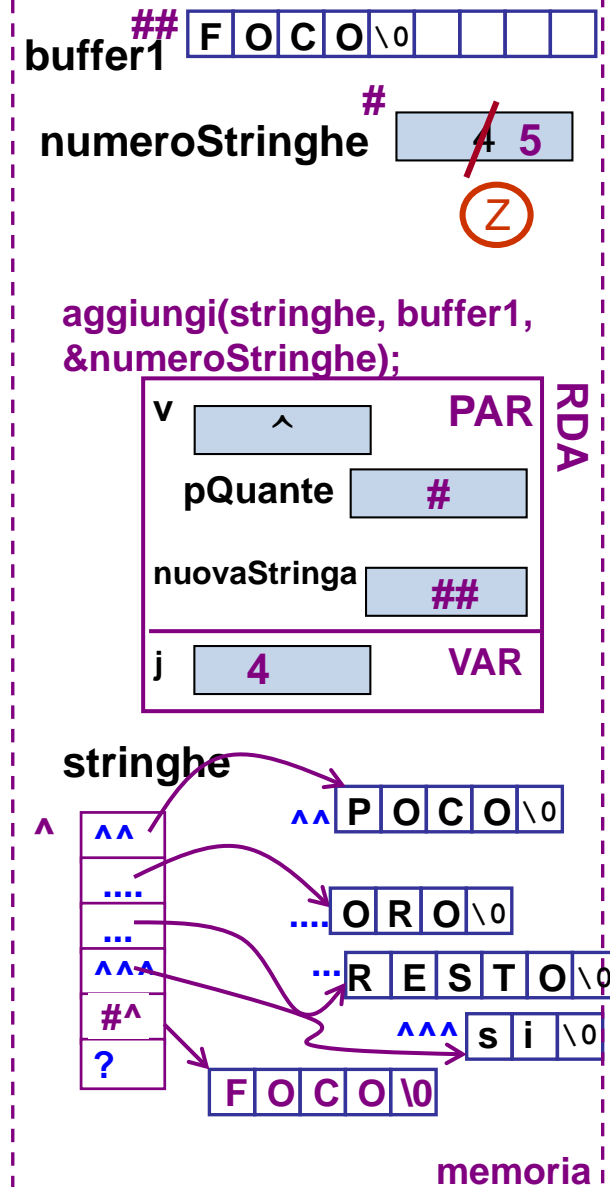 ##
buffer1 F O C O \0
#
numeroStringhe 4 5
Z
aggiungi(stringhe, buffer1,
&numeroStringhe);
v ^ PAR
RDA
pQuante #
nuovaStringa ##
j 4 VAR
stringhe
^ ^^ ^^ P O C O \0
.... .... O R O \0
... ... R E S T O \0
^^^ ^^^ s i \0
#^
? F O C O \0
memoria